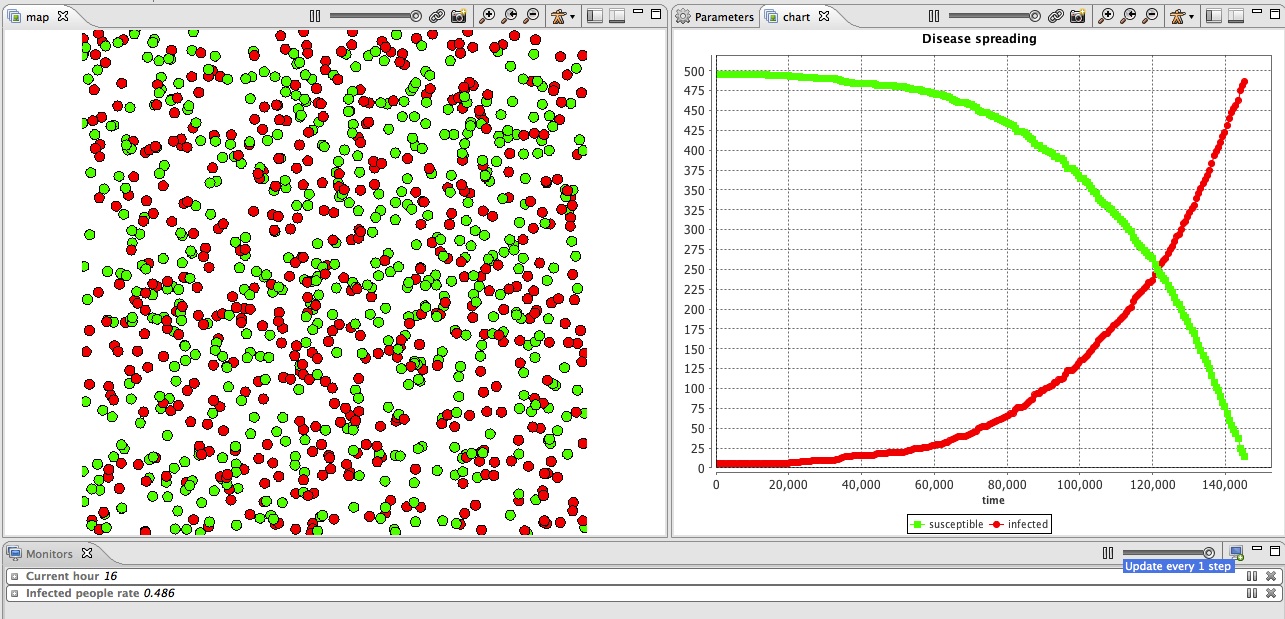 map
Parameters
chart
Disease spreading
500
475
450
425
400
375
350
325
300
275
250
225
200
175
150
125
100
75
50
25
0
0 20,000 40,000 60,000 80,000 100,000 120,000 140,000
time
susceptible infected
Monitors
Update every 1 step
Current hour 16
Infected people rate 0.486